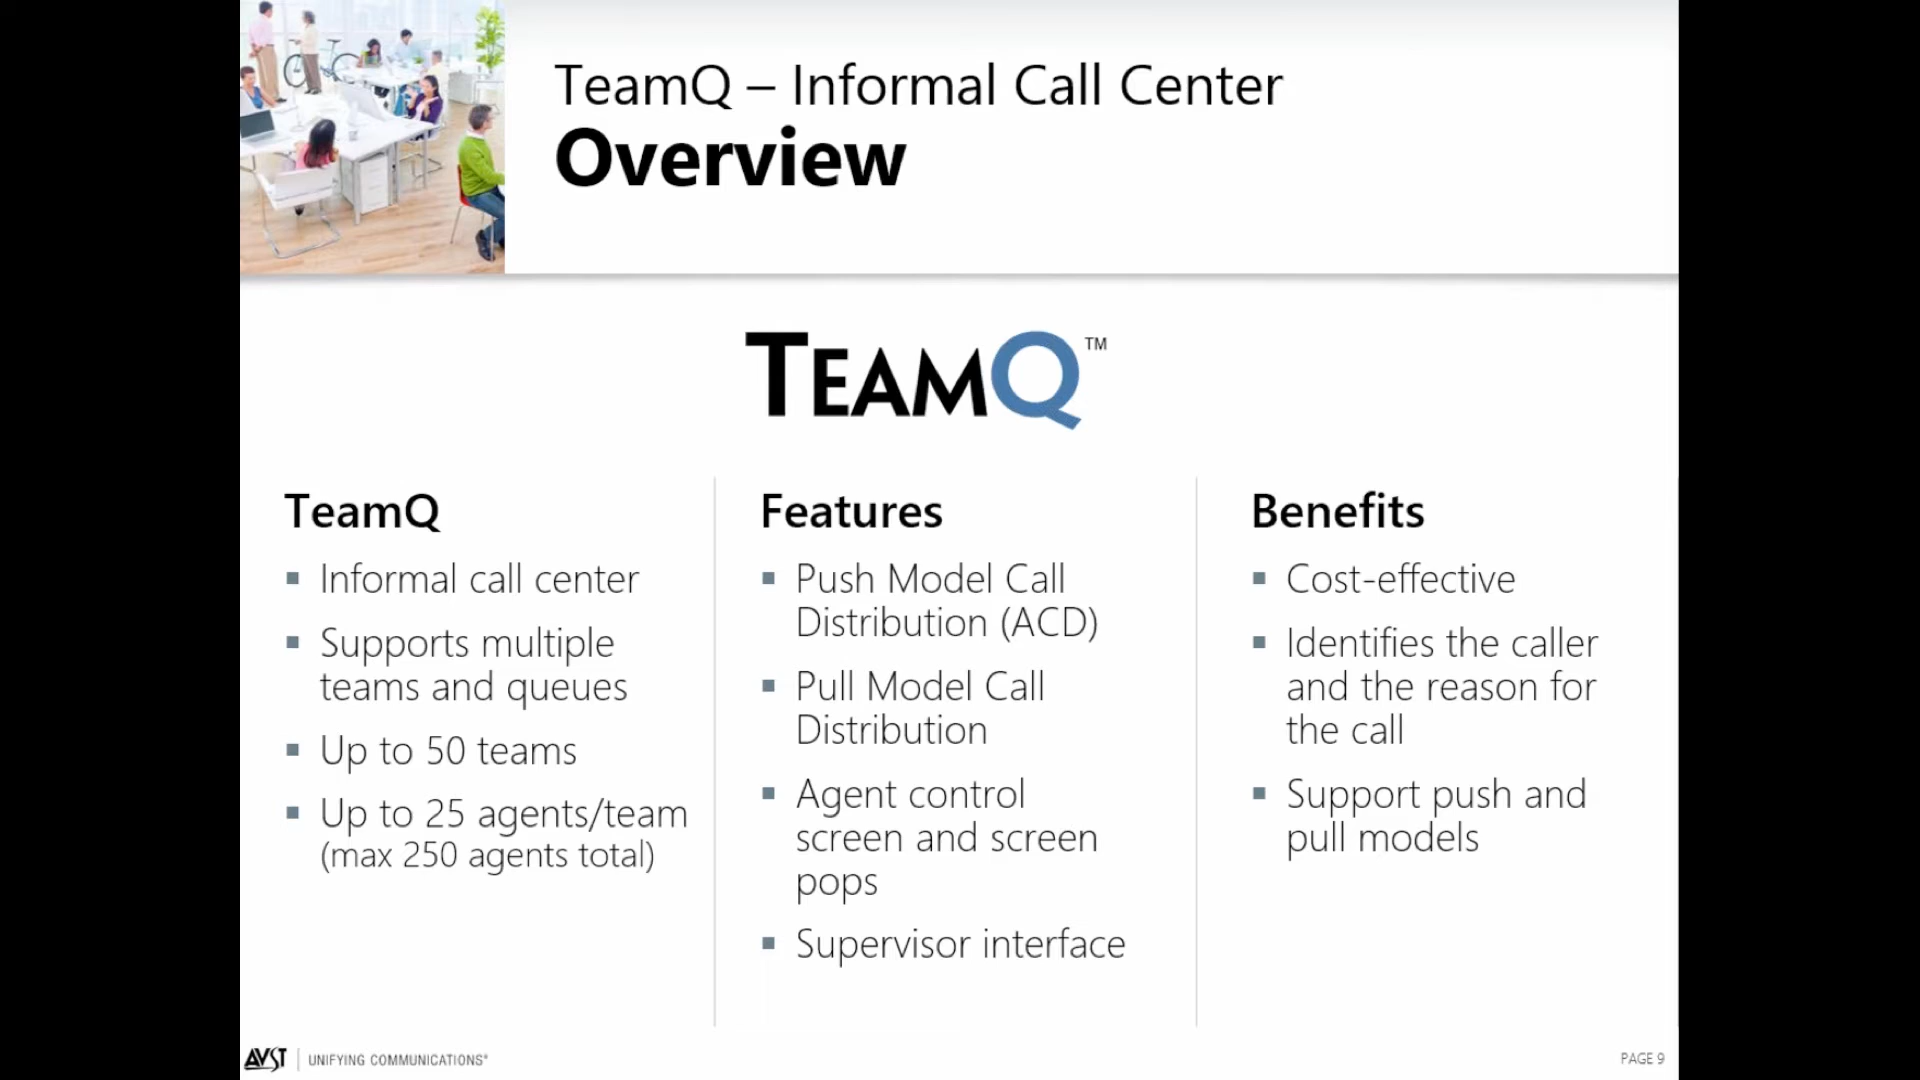 TeamQ – Informal Call Center
Overview
TEAMQ™
TeamQ
▪ Informal call center
▪ Supports multiple
teams and queues
▪ Up to 50 teams
▪ Up to 25 agents/team
(max 250 agents total)
Features
▪ Push Model Call
Distribution (ACD)
▪ Pull Model Call
Distribution
▪ Agent control
screen and screen
pops
▪ Supervisor interface
Benefits
▪ Cost-effective
▪ Identifies the caller
and the reason for
the call
▪ Support push and
pull models
AVST | UNIFYING COMMUNICATIONS®
PAGE 9